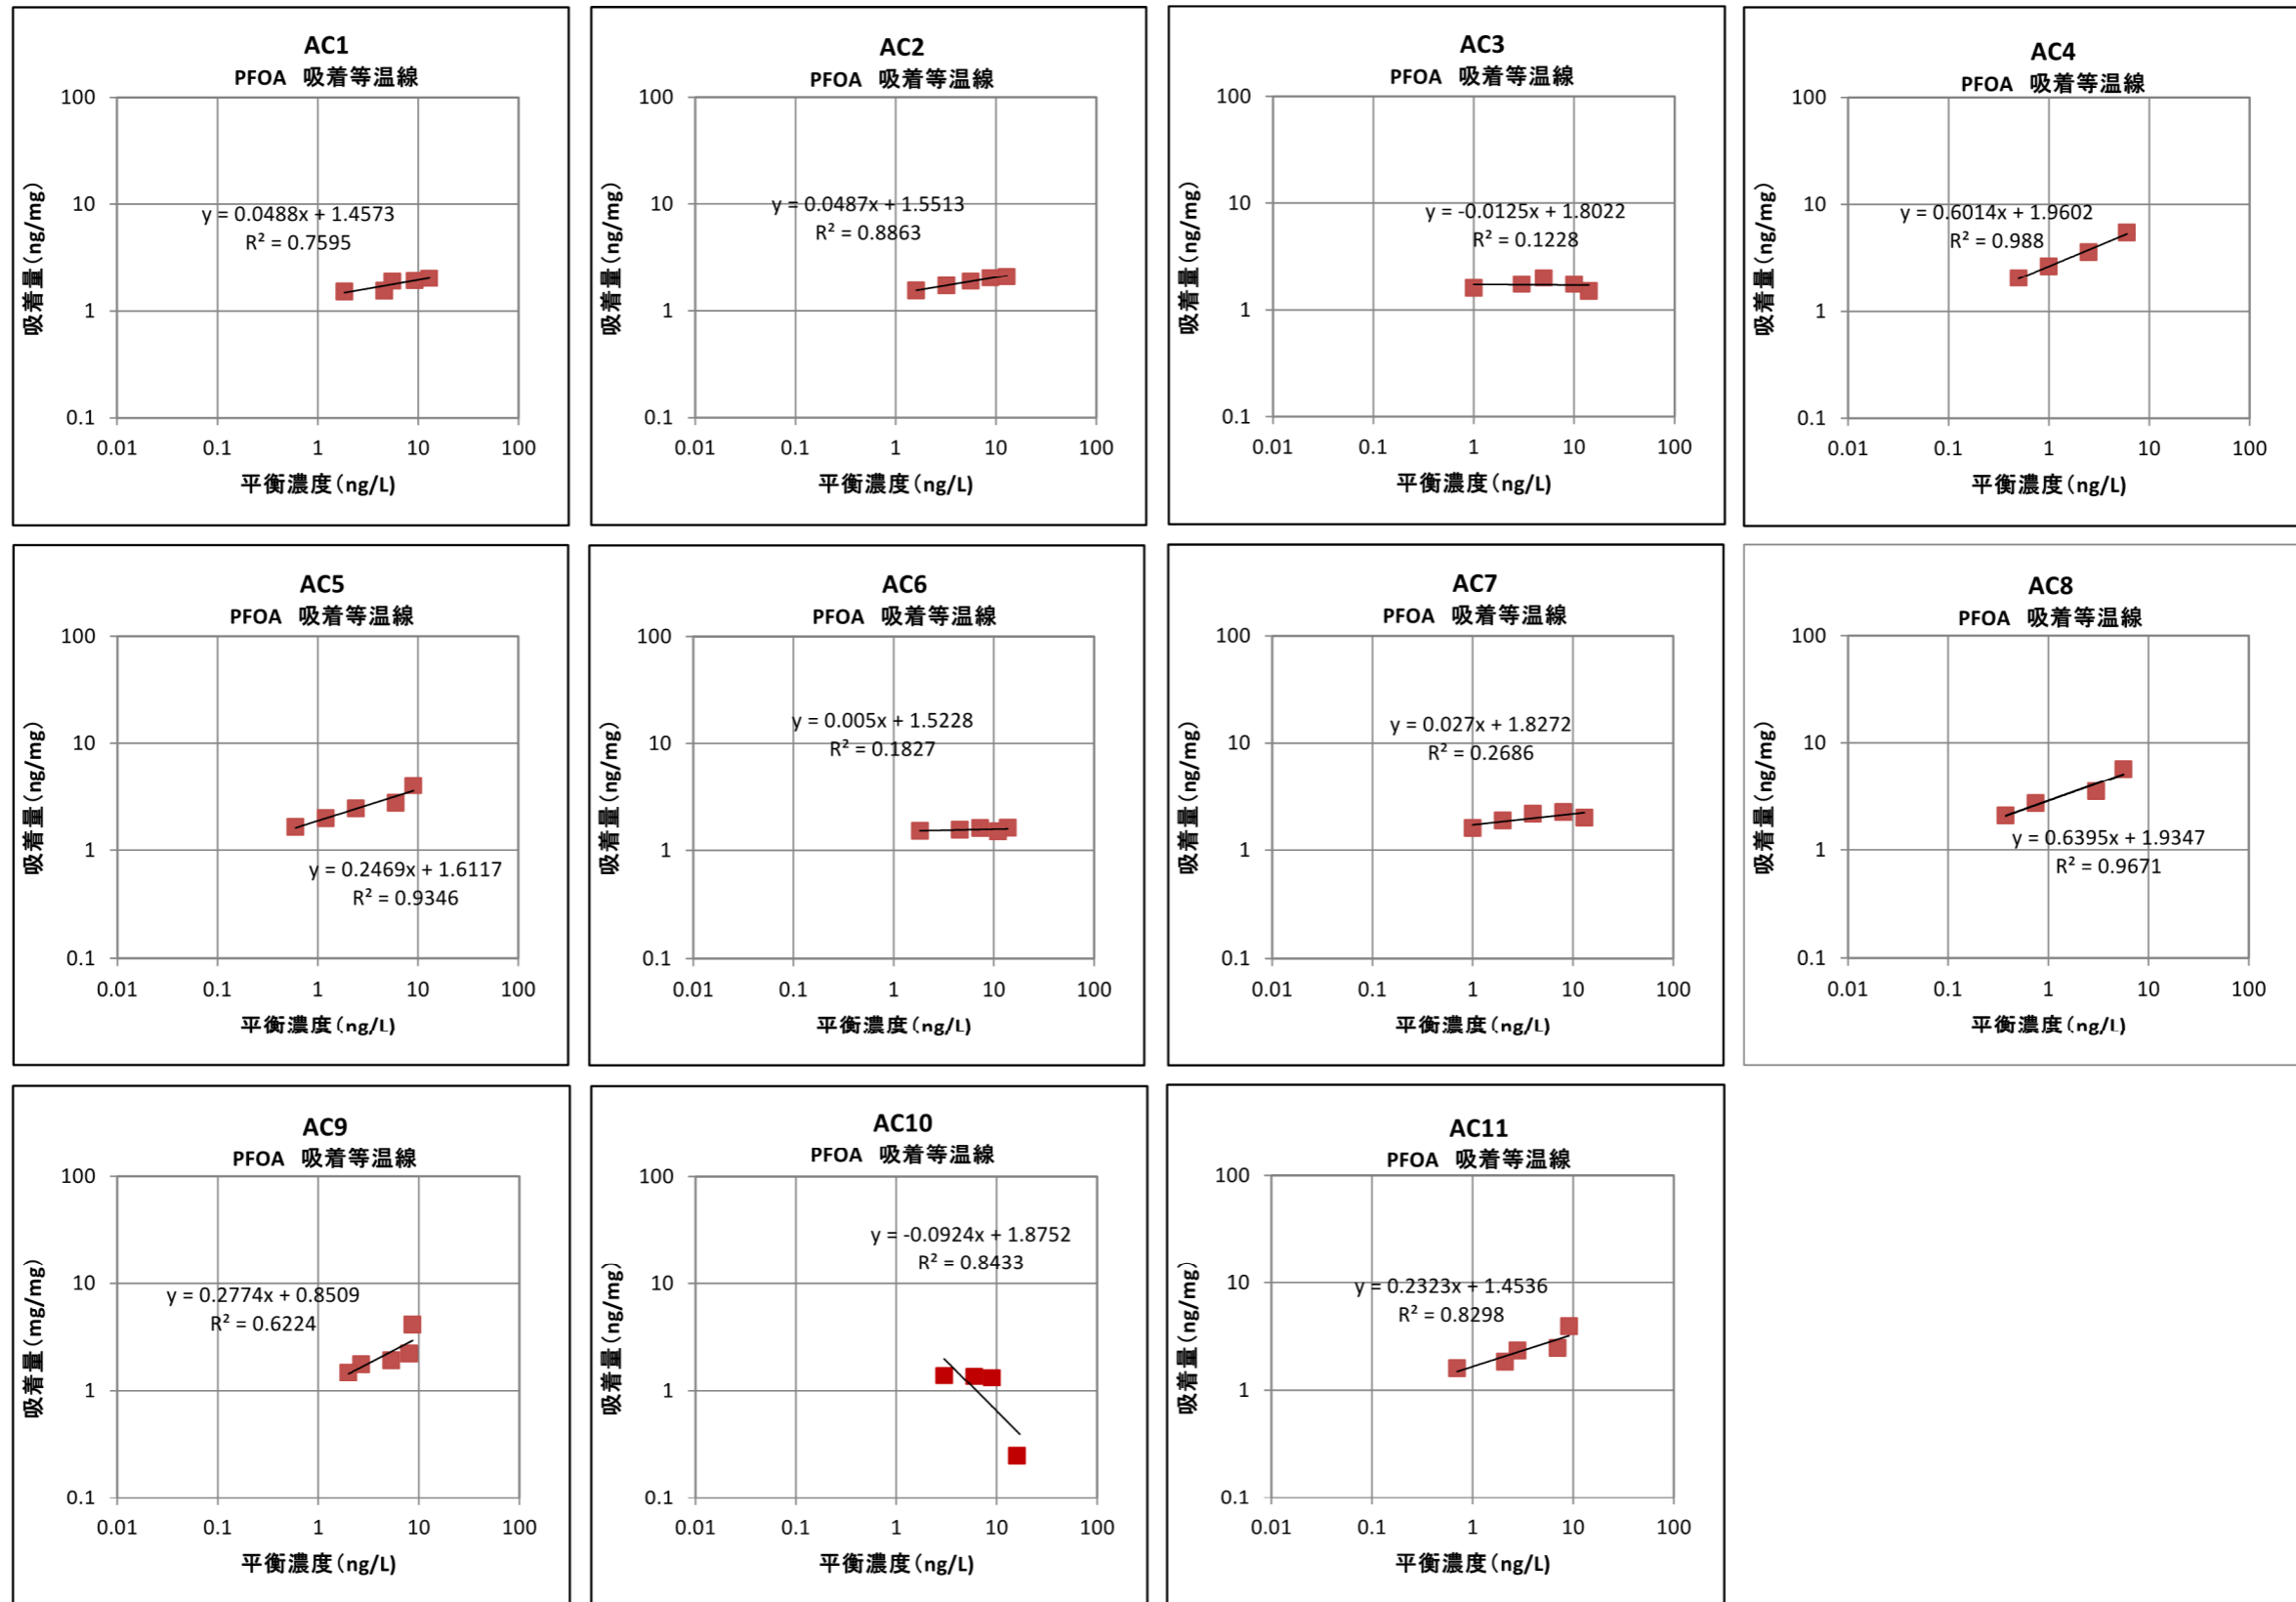 AC1
PFOA 吸着等温線
100
10
1
0.1
0.01 0.1 1 10 100
y = 0.0488x + 1.4573
R² = 0.7595
吸着量(ng/mg)
平衡濃度(ng/L)
AC2
PFOA 吸着等温線
100
10
1
0.1
0.01 0.1 1 10 100
y = 0.0487x + 1.5513
R² = 0.8863
吸着量(ng/mg)
平衡濃度(ng/L)
AC3
PFOA 吸着等温線
100
10
1
0.1
0.01 0.1 1 10 100
y = -0.0125x + 1.8022
R² = 0.1228
吸着量(ng/mg)
平衡濃度(ng/L)
AC4
PFOA 吸着等温線
100
10
1
0.1
0.01 0.1 1 10 100
y = 0.6014x + 1.9602
R² = 0.988
吸着量(ng/mg)
平衡濃度(ng/L)
AC5
PFOA 吸着等温線
100
10
1
0.1
0.01 0.1 1 10 100
y = 0.2469x + 1.6117
R² = 0.9346
吸着量(ng/mg)
平衡濃度(ng/L)
AC6
PFOA 吸着等温線
100
10
1
0.1
0.01 0.1 1 10 100
y = 0.005x + 1.5228
R² = 0.1827
吸着量(ng/mg)
平衡濃度(ng/L)
AC7
PFOA 吸着等温線
100
10
1
0.1
0.01 0.1 1 10 100
y = 0.027x + 1.8272
R² = 0.2686
吸着量(ng/mg)
平衡濃度(ng/L)
AC8
PFOA 吸着等温線
100
10
1
0.1
0.01 0.1 1 10 100
y = 0.6395x + 1.9347
R² = 0.9671
吸着量(ng/mg)
平衡濃度(ng/L)
AC9
PFOA 吸着等温線
100
10
1
0.1
0.01 0.1 1 10 100
y = 0.2774x + 0.8509
R² = 0.6224
吸着量(mg/mg)
平衡濃度(ng/L)
AC10
PFOA 吸着等温線
100
10
1
0.1
0.01 0.1 1 10 100
y = -0.0924x + 1.8752
R² = 0.8433
吸着量(ng/mg)
平衡濃度(ng/L)
AC11
PFOA 吸着等温線
100
10
1
0.1
0.01 0.1 1 10 100
y = 0.2323x + 1.4536
R² = 0.8298
吸着量(ng/mg)
平衡濃度(ng/L)